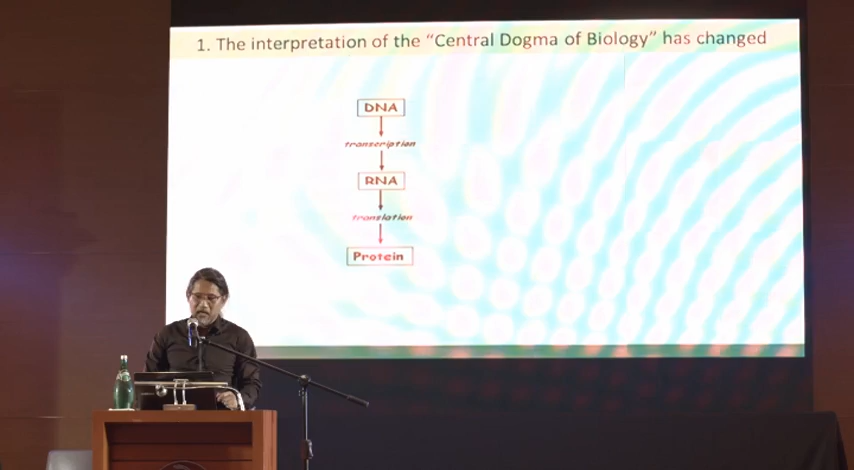 1. The interpretation of the “Central Dogma of Biology” has changed
DNA
transcription
RNA
translation
Protein